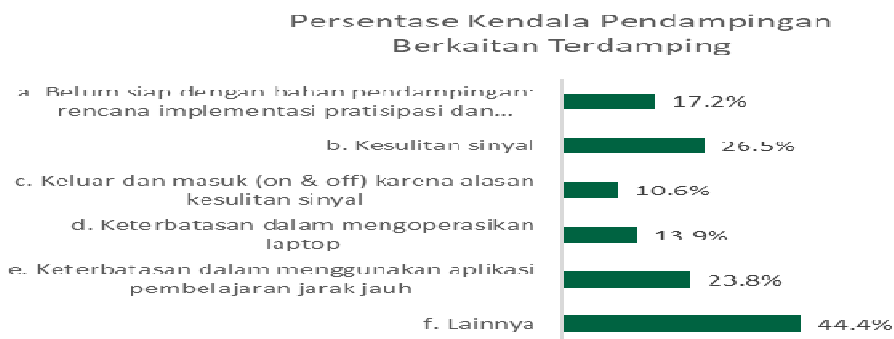 Persentase Kendala Pendampingan
Berkaitan Terdamping
a. Belum siap dengan bahan pendampingan:
rencana implementasi pratisipasi dan...
17.2%
b. Kesulitan sinyal
26.5%
c. Keluar dan masuk (on & off) karena alasan
kesulitan sinyal
10.6%
d. Keterbatasan dalam mengoperasikan
laptop
13.9%
e. Keterbatasan dalam menggunakan aplikasi
pembelajaran jarak jauh
23.8%
f. Lainnya
44.4%